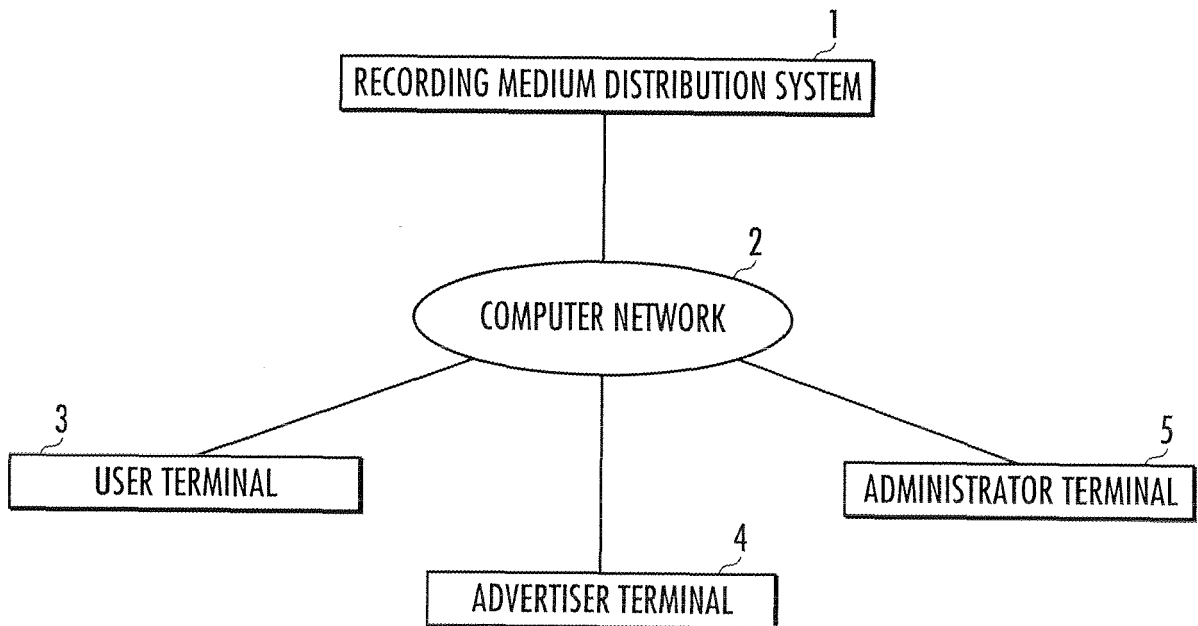 1
RECORDING MEDIUM DISTRIBUTION SYSTEM
2
COMPUTER NETWORK
3
USER TERMINAL
5
ADMINISTRATOR TERMINAL
4
ADVERTISER TERMINAL